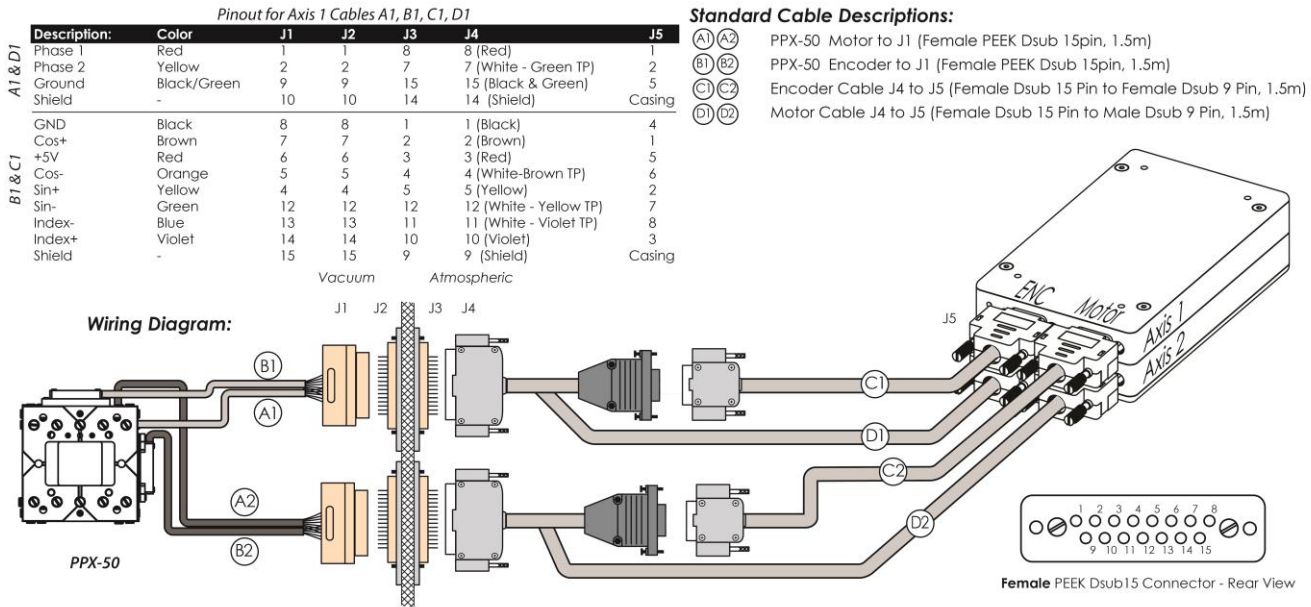 Pinout for Axis 1 Cables A1, B1, C1, D1
Description: Color J1 J2 J3 J4 J5
A1 & D1
Phase 1 Red 1 1 8 8 (Red) 1
Phase 2 Yellow 2 2 7 7 (White - Green TP) 2
Ground Black/Green 9 9 15 15 (Black & Green) 5
Shield - 10 10 14 14 (Shield) Casing
B1 & C1
GND Black 8 8 1 1 (Black) 4
Cos+ Brown 7 7 2 2 (Brown) 1
+5V Red 6 6 3 3 (Red) 5
Cos- Orange 5 5 4 4 (White-Brown TP) 6
Sin+ Yellow 4 4 5 5 (Yellow) 2
Sin- Green 12 12 12 12 (White - Yellow TP) 7
Index- Blue 13 13 11 11 (White - Violet TP) 8
Index+ Violet 14 14 10 10 (Violet) 3
Shield - 15 15 9 9 (Shield) Casing
Standard Cable Descriptions:
A1 A2 PPX-50 Motor to J1 (Female PEEK Dsub 15pin, 1.5m)
B1 B2 PPX-50 Encoder to J1 (Female PEEK Dsub 15pin, 1.5m)
C1 C2 Encoder Cable J4 to J5 (Female Dsub 15 Pin to Female Dsub 9 Pin, 1.5m)
D1 D2 Motor Cable J4 to J5 (Female Dsub 15 Pin to Male Dsub 9 Pin, 1.5m)
Vacuum Atmospheric
J1 J2 J3 J4
Wiring Diagram:
B1
A1
A2
B2
PPX-50
C1
D1
C2
D2
J5
ENC Motor
Axis 1
Axis 2
1 2 3 4 5 6 7 8
9 10 11 12 13 14 15
Female PEEK Dsub15 Connector - Rear View